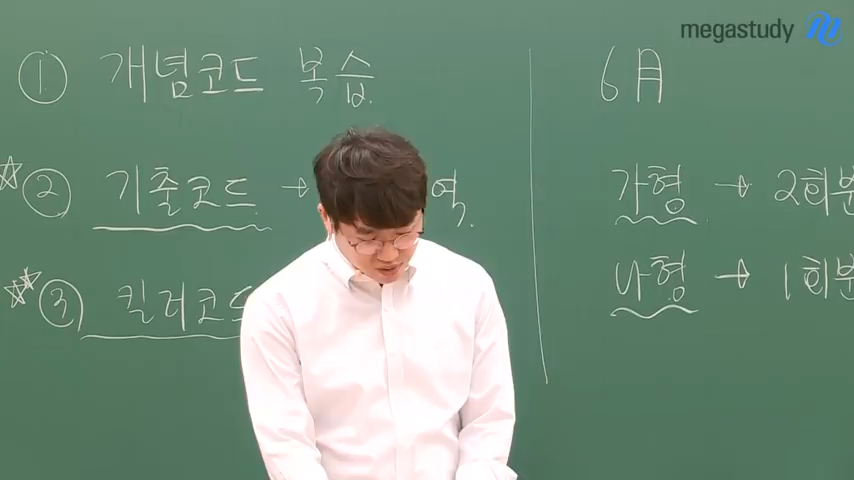 megastudy
① 개념코드 복습.
☆② 기출코드 → 역.
☆☆③ 킬러코드
6月
가형 → 2회분
나형 → 1회분